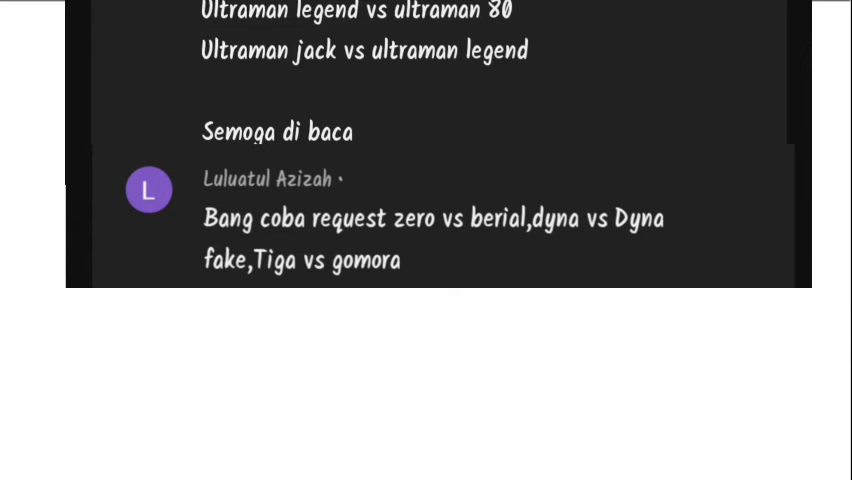 Ultraman legend vs ultraman 80
Ultraman jack vs ultraman legend
Semoga di baca
L
Luluatul Azizah •
Bang coba request zero vs berial,dyna vs Dyna
fake,Tiga vs gomora